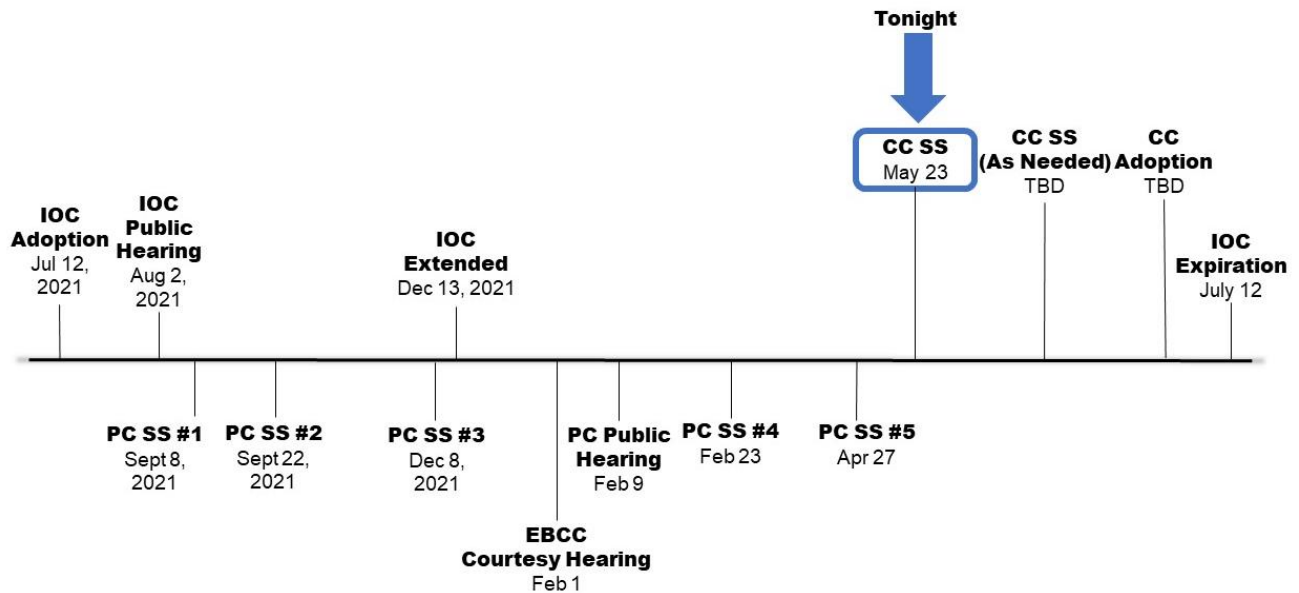 Tonight
CC SS
May 23
CC SS
(As Needed)
TBD
CC
Adoption
TBD
IOC
Adoption
Jul 12,
2021
IOC
Public
Hearing
Aug 2,
2021
IOC
Extended
Dec 13, 2021
IOC
Expiration
July 12
PC SS #1
Sept 8,
2021
PC SS #2
Sept 22,
2021
PC SS #3
Dec 8,
2021
EBCC
Courtesy Hearing
Feb 1
PC Public
Hearing
Feb 9
PC SS #4
Feb 23
PC SS #5
Apr 27